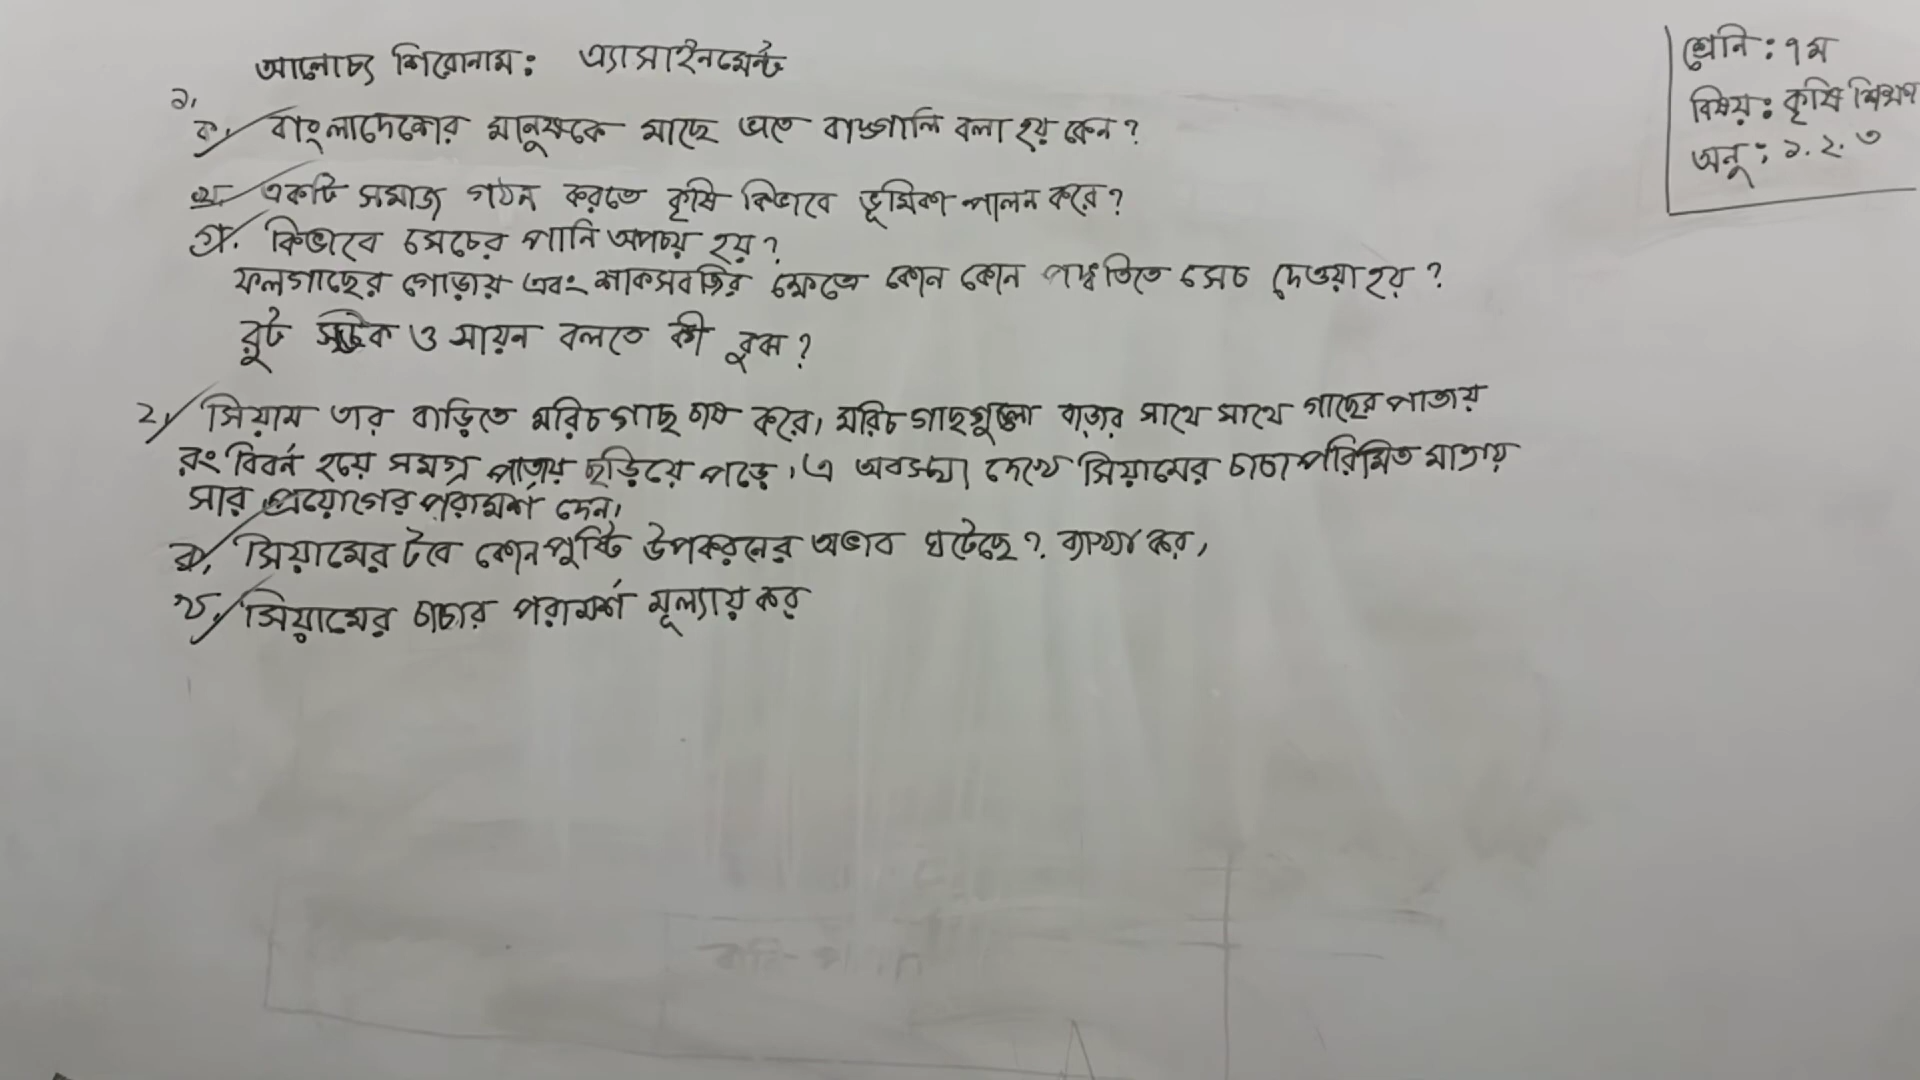 আলোচ্য শিরোনাম: এ্যাসাইনমেন্ট
শ্রেনি: ৭ম
বিষয়: কৃষি শিক্ষা
অনু: ১.২.৩
১,
ক, বাংলাদেশের মানুষকে মাছে ভাতে বাঙ্গালি বলা হয় কেন?
খ. একটি সমাজ গঠন করতে কৃষি কিভাবে ভূমিকা পালন করে?
গ. কিভাবে সেচের পানি অপচয় হয়?
ফলগাছের গোড়ায় এবং শাকসবজির ক্ষেতে কোন কোন পদ্ধতিতে সেচ দেওয়া হয়?
রুট স্টক ও সায়ন বলতে কী বুঝ?
২, সিয়াম তার বাড়িতে মরিচ গাছ চাষ করে, মরিচ গাছগুলো বাড়ার সাথে সাথে গাছের পাতায়
রং বিবর্ন হয়ে সমগ্র পাতায় ছড়িয়ে পড়ে, এ অবস্থা দেখে সিয়ামের চাচা পরিমিত মাত্রায়
সার প্রয়োগের পরামর্শ দেন,
ক, সিয়ামের টবে কোন পুষ্টি উপকরনের অভাব ঘটেছে? ব্যাখ্যা কর,
খ, সিয়ামের চাচার পরামর্শ মূল্যায় কর